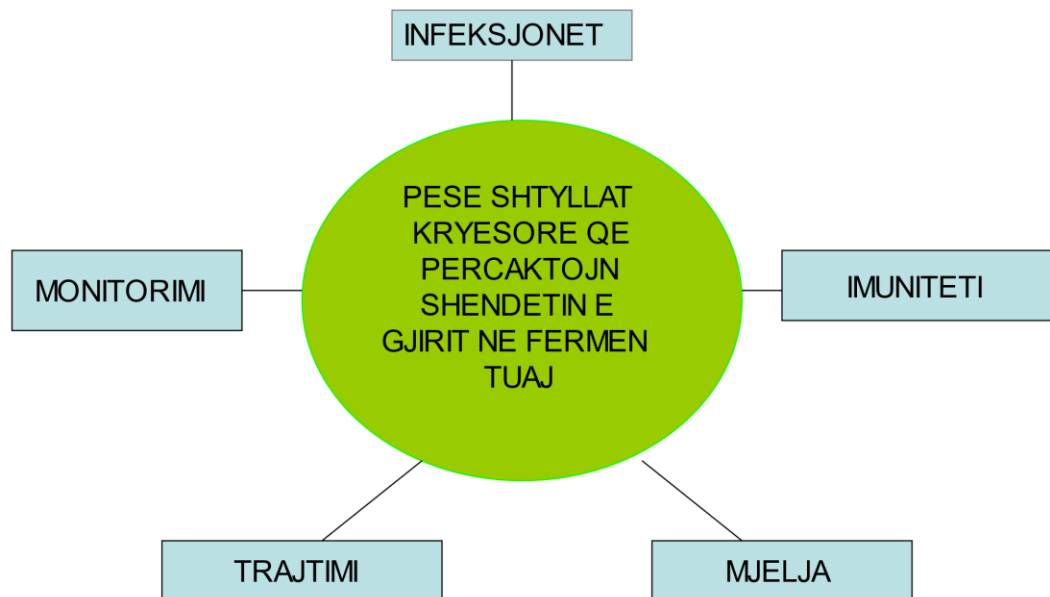 INFEKSJONET
PESE SHTYLLAT
KRYESORE QE
PERCAKTOJN
SHENDETIN E
GJIRIT NE FERMEN
TUAJ
MONITORIMI
IMUNITETI
TRAJTIMI
MJELJA